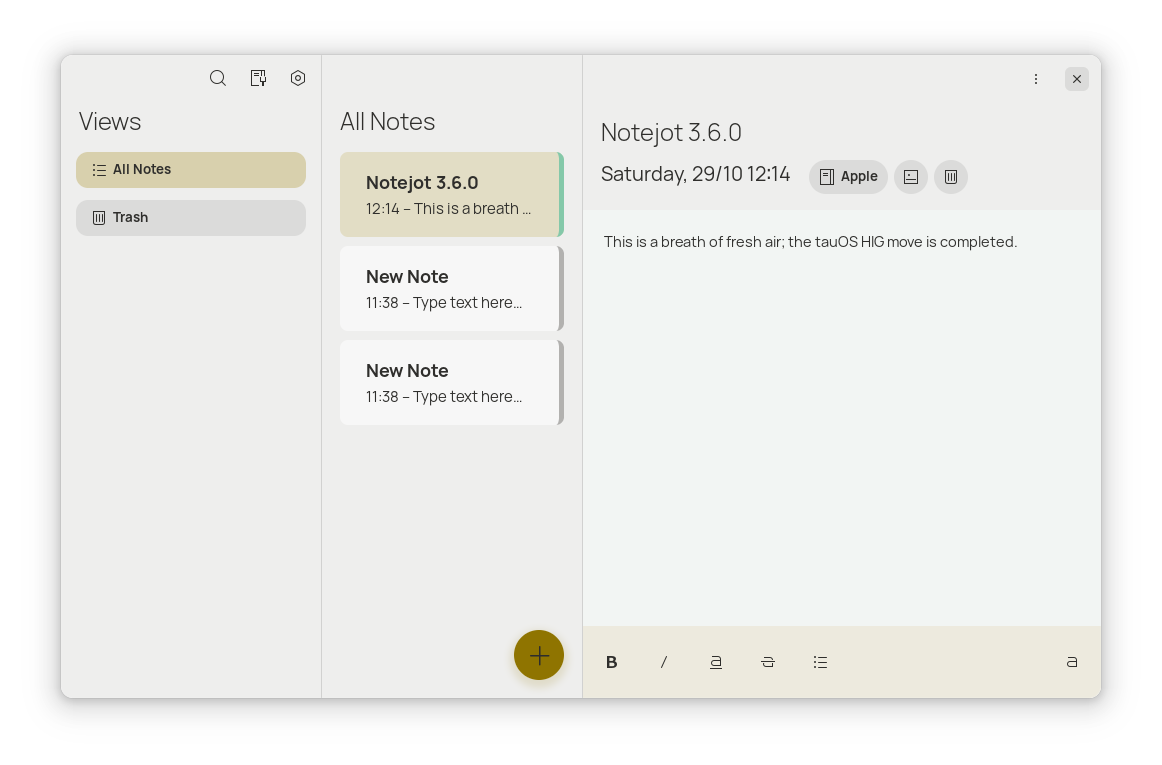 Views
All Notes
Trash
All Notes
Notejot 3.6.0
12:14 – This is a breath ...
New Note
11:38 – Type text here...
New Note
11:38 – Type text here...
Notejot 3.6.0
Saturday, 29/10 12:14
Apple
This is a breath of fresh air; the tauOS HIG move is completed.
B / a a a